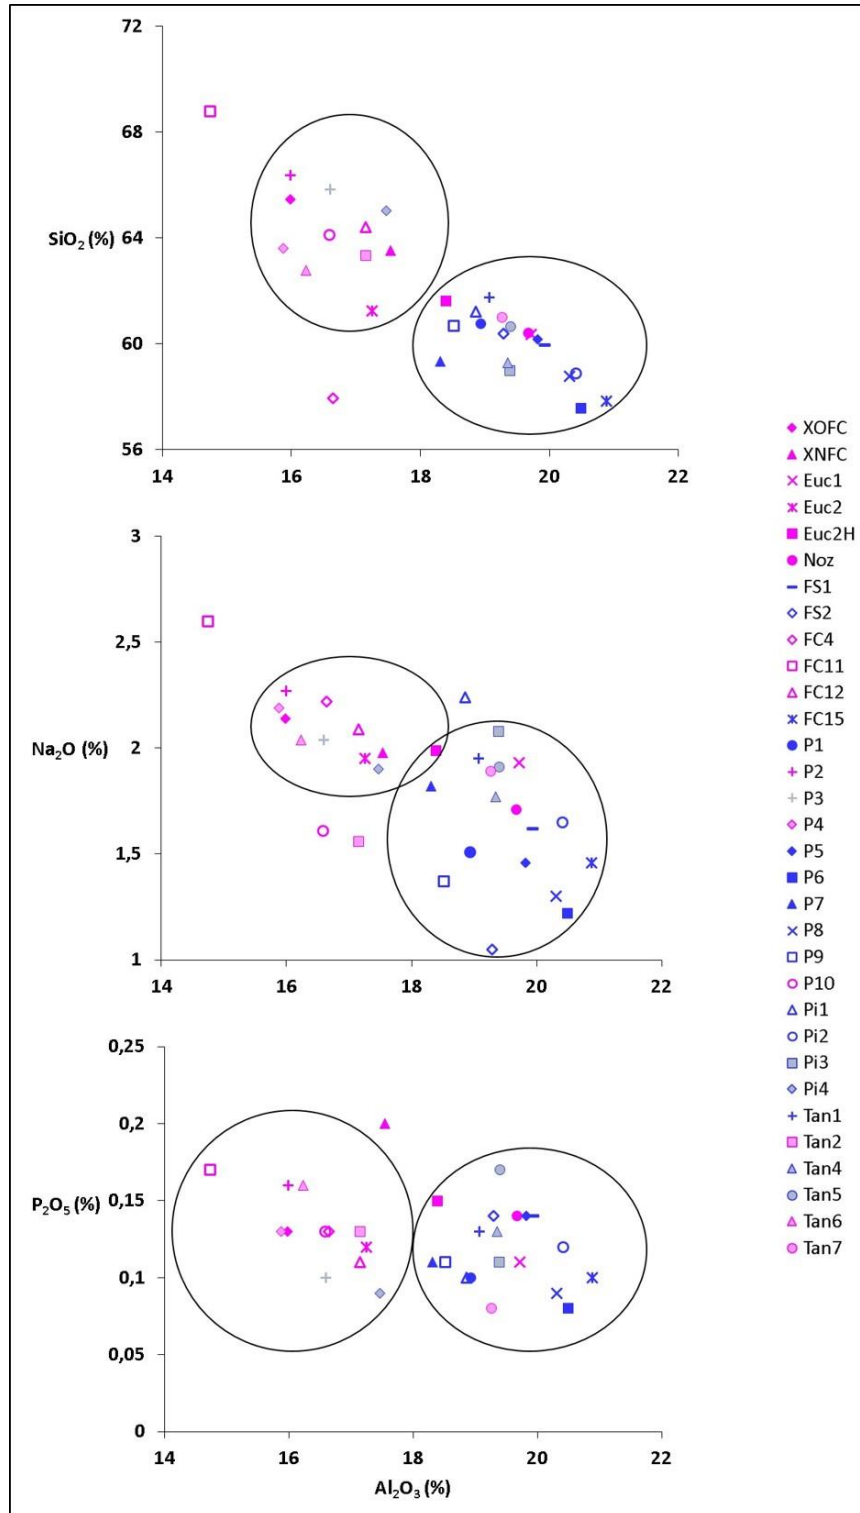 72
68
64
SiO₂ (%)
60
56
14 16 18 20 22
3
2,5
2
Na₂O (%)
1,5
1
14 16 18 20 22
0,25
0,2
0,15
P₂O₅ (%)
0,1
0,05
0
14 16 18 20 22
Al₂O₃ (%)
XOFC
XNFC
Euc1
Euc2
Euc2H
Noz
FS1
FS2
FC4
FC11
FC12
FC15
P1
P2
P3
P4
P5
P6
P7
P8
P9
P10
Pi1
Pi2
Pi3
Pi4
Tan1
Tan2
Tan4
Tan5
Tan6
Tan7